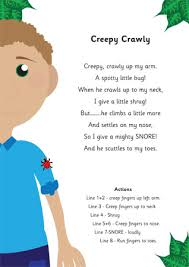 Creepy Crawly
Creepy, crawly up my arm.
A spotty little bug!
When he crawls up to my neck,
I give a little shrug!
But........he climbs a little more
And settles on my nose,
So I give a mighty SNORE!
And he scuttles to my toes.
Actions
Line 1+2 - creep fingers up left arm.
Line 3 - Creep fingers up to neck
Line 4 - Shrug
Line 5+6 - Creep fingers to nose
Line 7-SNORE - loudly
Line 8 - Run fingers to toes.